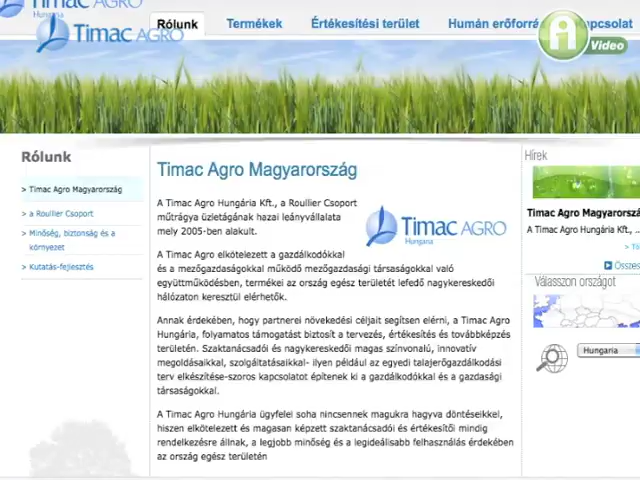 Timac AGRO
Hungaria
Timac AGRO
Rólunk
Termékek
Értékesítési terület
Humán erőforrá
apcsolat
Video
Rólunk
> Timac Agro Magyarország
> a Roullier Csoport
> Minőség, biztonság és a
környezet
> Kutatás-fejlesztés
Timac Agro Magyarország
A Timac Agro Hungária Kft., a Roullier Csoport
műtrágya üzletágának hazai leányvállalata
mely 2005-ben alakult.
Timac AGRO
Hungaria
A Timac Agro elkötelezett a gazdálkodókkal
és a mezőgazdaságokkal működő mezőgazdasági társaságokkal való
együttműködésben, termékei az ország egész területét lefedő nagykereskedői
hálózaton keresztül elérhetők.
Annak érdekében, hogy partnerei növekedési céljait segítsen elérni, a Timac Agro
Hungária, folyamatos támogatást biztosít a tervezés, értékesítés és továbbképzés
területén. Szaktanácsadói és nagykereskedői magas színvonalú, innovatív
megoldásaikkal, szolgáltatásaikkal- ilyen például az egyedi talajerőgazdálkodási
terv elkészítése-szoros kapcsolatot építenek ki a gazdálkodókkal és a gazdasági
társaságokkal.
A Timac Agro Hungária ügyfelei soha nincsennek magukra hagyva döntéseikkel,
hiszen elkötelezett és magasan képzett szaktanácsadói és értékesítői mindig
rendelkezésre állnak, a legjobb minőség és a legideálisabb felhasználás érdekében
az ország egész területén
Hírek
Timac Agro Magyarorszá
A Timac Agro Hungária Kft., ..
> Tö
Összes
Válasszon országot
Hungaria